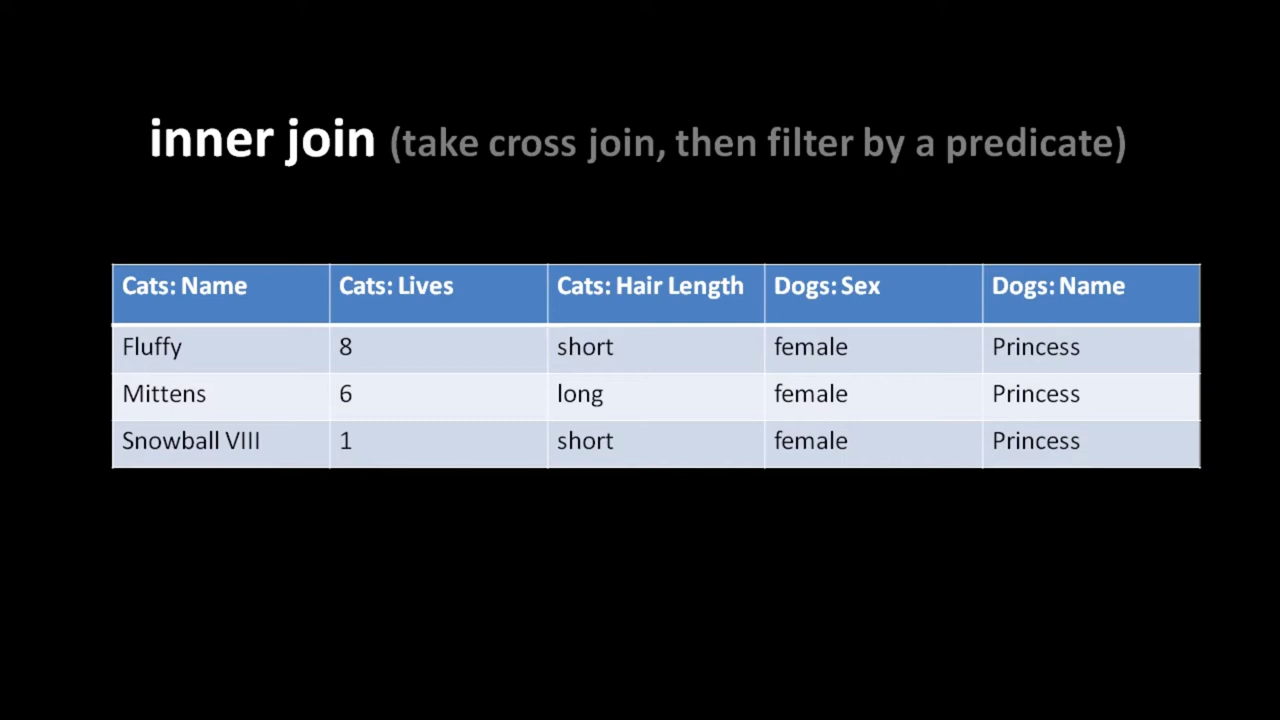 inner join (take cross join, then filter by a predicate)
Cats: Name Cats: Lives Cats: Hair Length Dogs: Sex Dogs: Name
Fluffy 8 short female Princess
Mittens 6 long female Princess
Snowball VIII 1 short female Princess